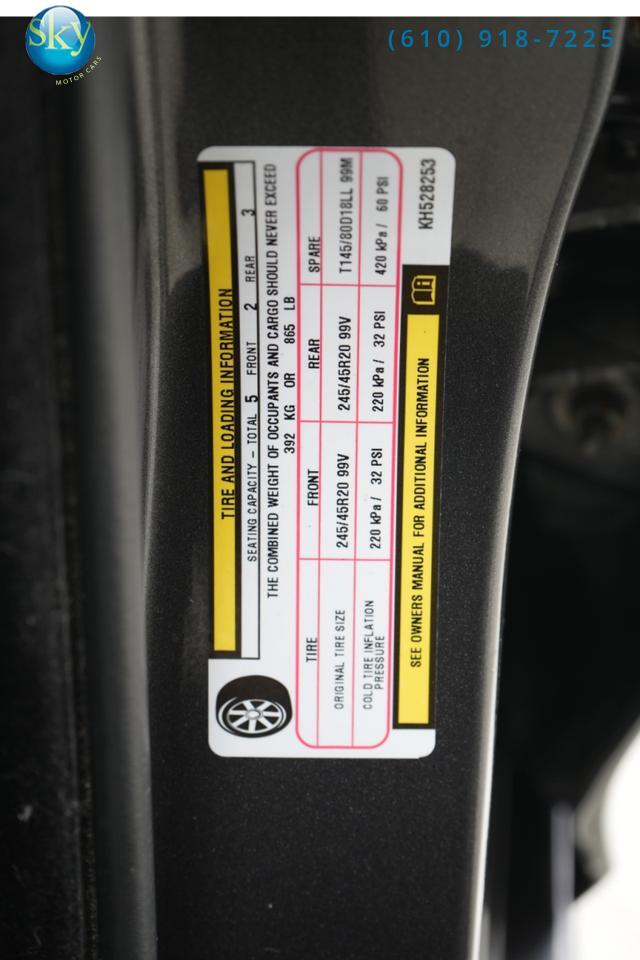 Sky
MOTOR CARS
(610) 918-7225
TIRE AND LOADING INFORMATION
SEATING CAPACITY - TOTAL 5 FRONT 2 REAR 3
THE COMBINED WEIGHT OF OCCUPANTS AND CARGO SHOULD NEVER EXCEED
392 KG OR 865 LB
TIRE FRONT REAR SPARE
ORIGINAL TIRE SIZE 245/45R20 99V 245/45R20 99V T145/80D18LL 99M
COLD TIRE INFLATION
PRESSURE 220 kPa / 32 PSI 220 kPa / 32 PSI 420 kPa / 60 PSI
SEE OWNERS MANUAL FOR ADDITIONAL INFORMATION
KH528253